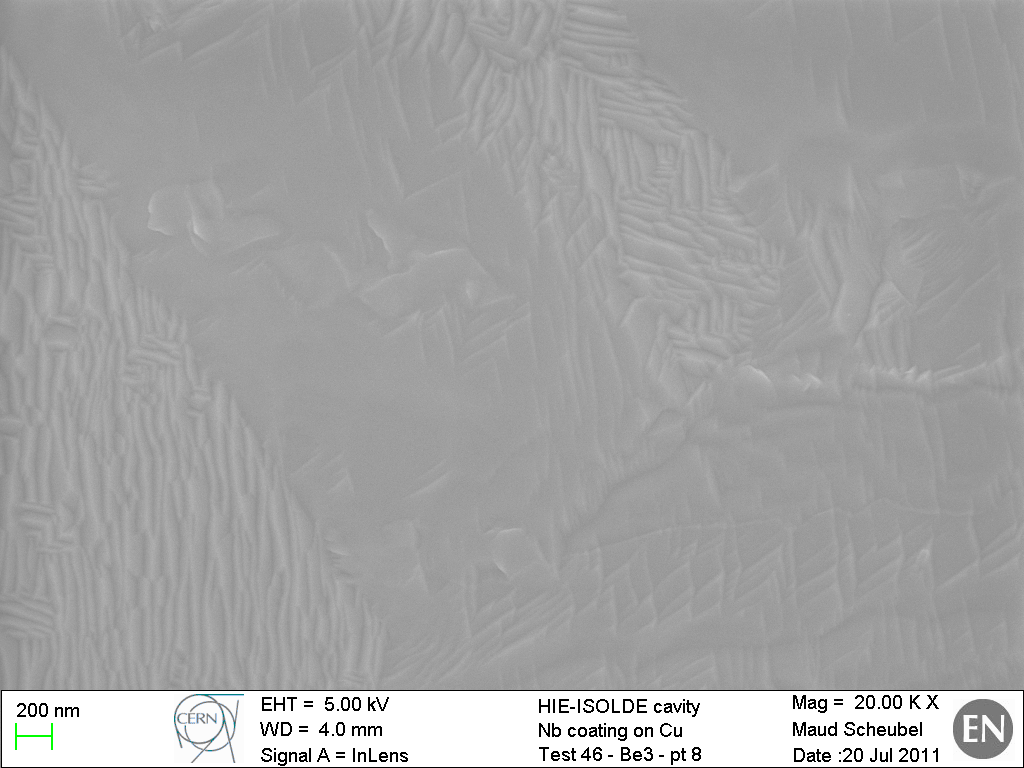 200 nm
CERN
EHT = 5.00 kV
WD = 4.0 mm
Signal A = InLens
HIE-ISOLDE cavity
Nb coating on Cu
Test 46 - Be3 - pt 8
Mag = 20.00 K X
Maud Scheubel
Date :20 Jul 2011
EN